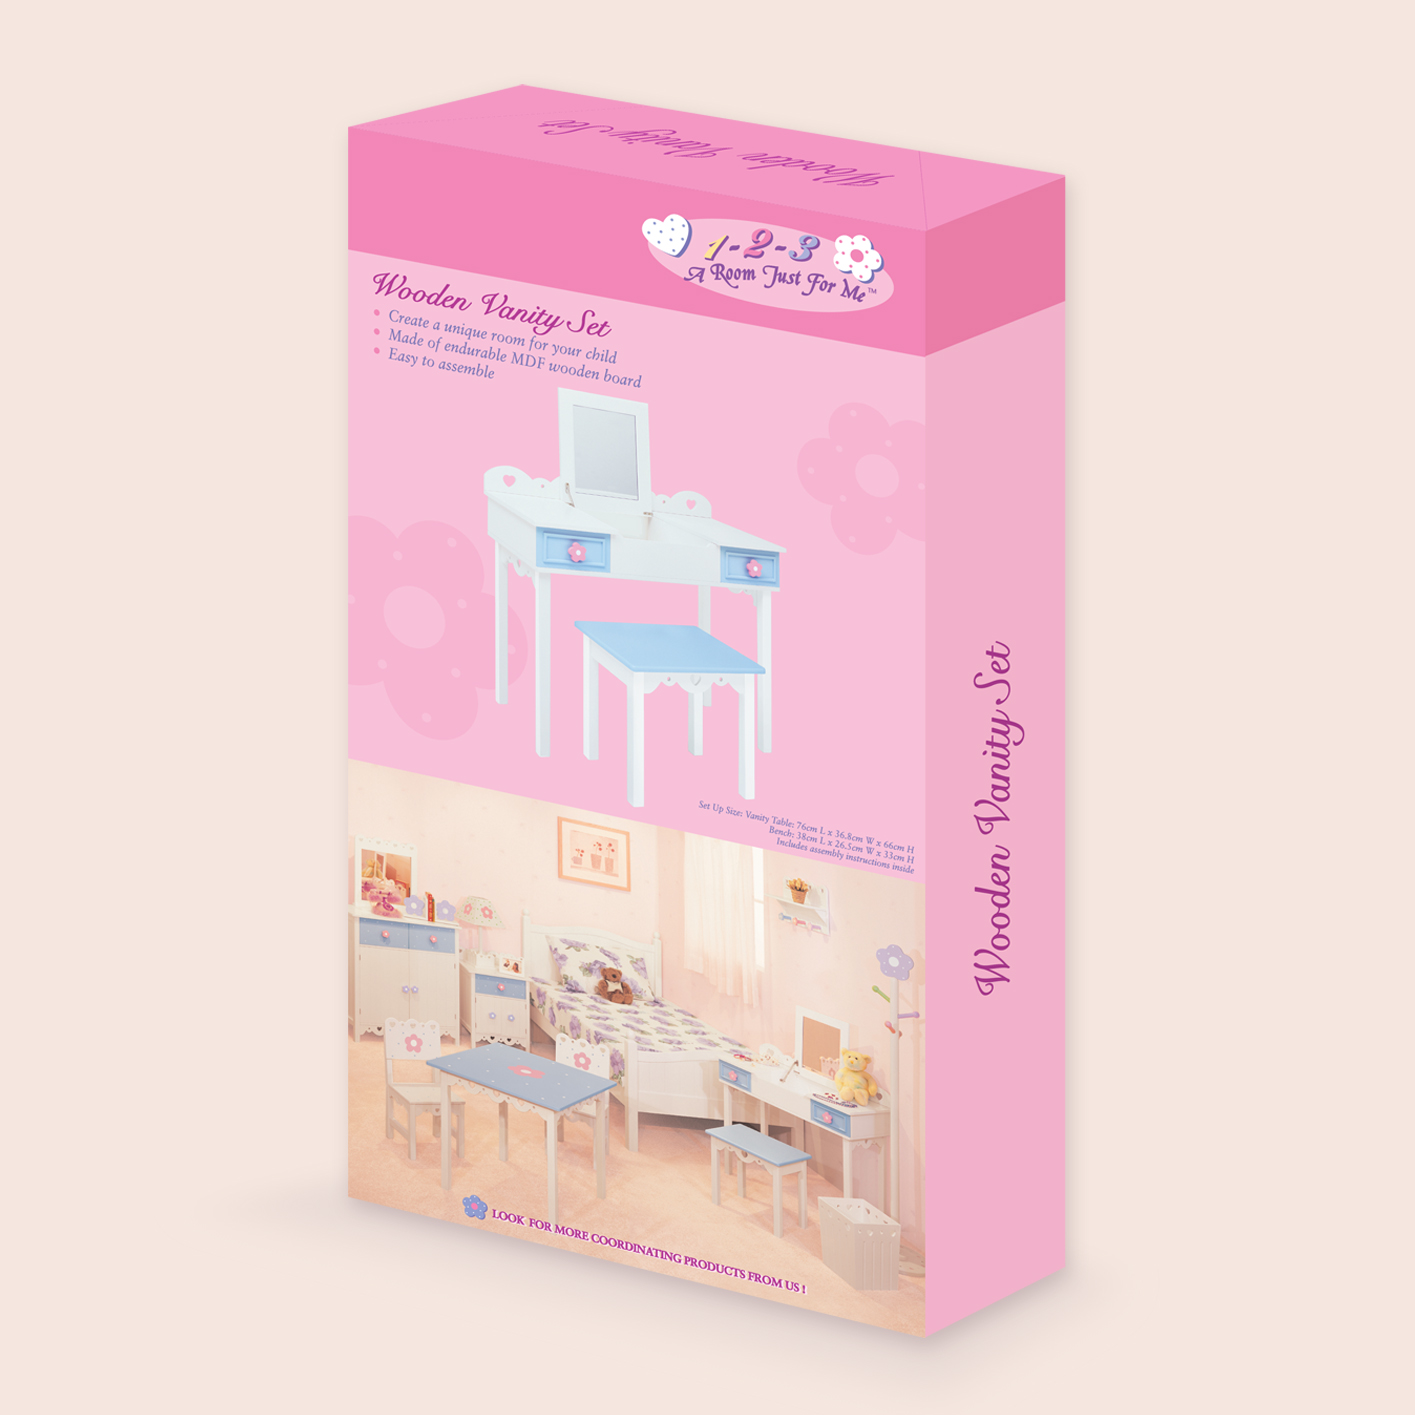 Wooden Vanity Set
1-2-3
A Room Just For Me™
Wooden Vanity Set
• Create a unique room for your child
• Made of endurable MDF wooden board
• Easy to assemble
Set Up Size: Vanity Table: 76cm L x 36.8cm W x 66cm H
Bench: 38cm L x 26.5cm W x 33cm H
Includes assembly instructions inside
LOOK FOR MORE COORDINATING PRODUCTS FROM US !
Wooden Vanity Set